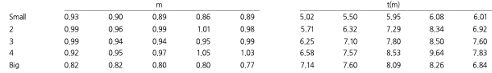 m t(m)
Small 0.93 0.90 0.89 0.86 0.89 5.02 5.50 5.95 6.08 6.01
2 0.99 0.96 0.99 1.01 0.98 5.71 6.32 7.29 8.34 6.92
3 0.99 0.94 0.94 0.95 0.99 6.25 7.10 7.80 8.50 7.60
4 0.92 0.95 0.97 1.05 1.03 6.58 7.57 8.53 9.64 7.83
Big 0.82 0.82 0.80 0.80 0.77 7.14 7.60 8.09 8.26 6.84